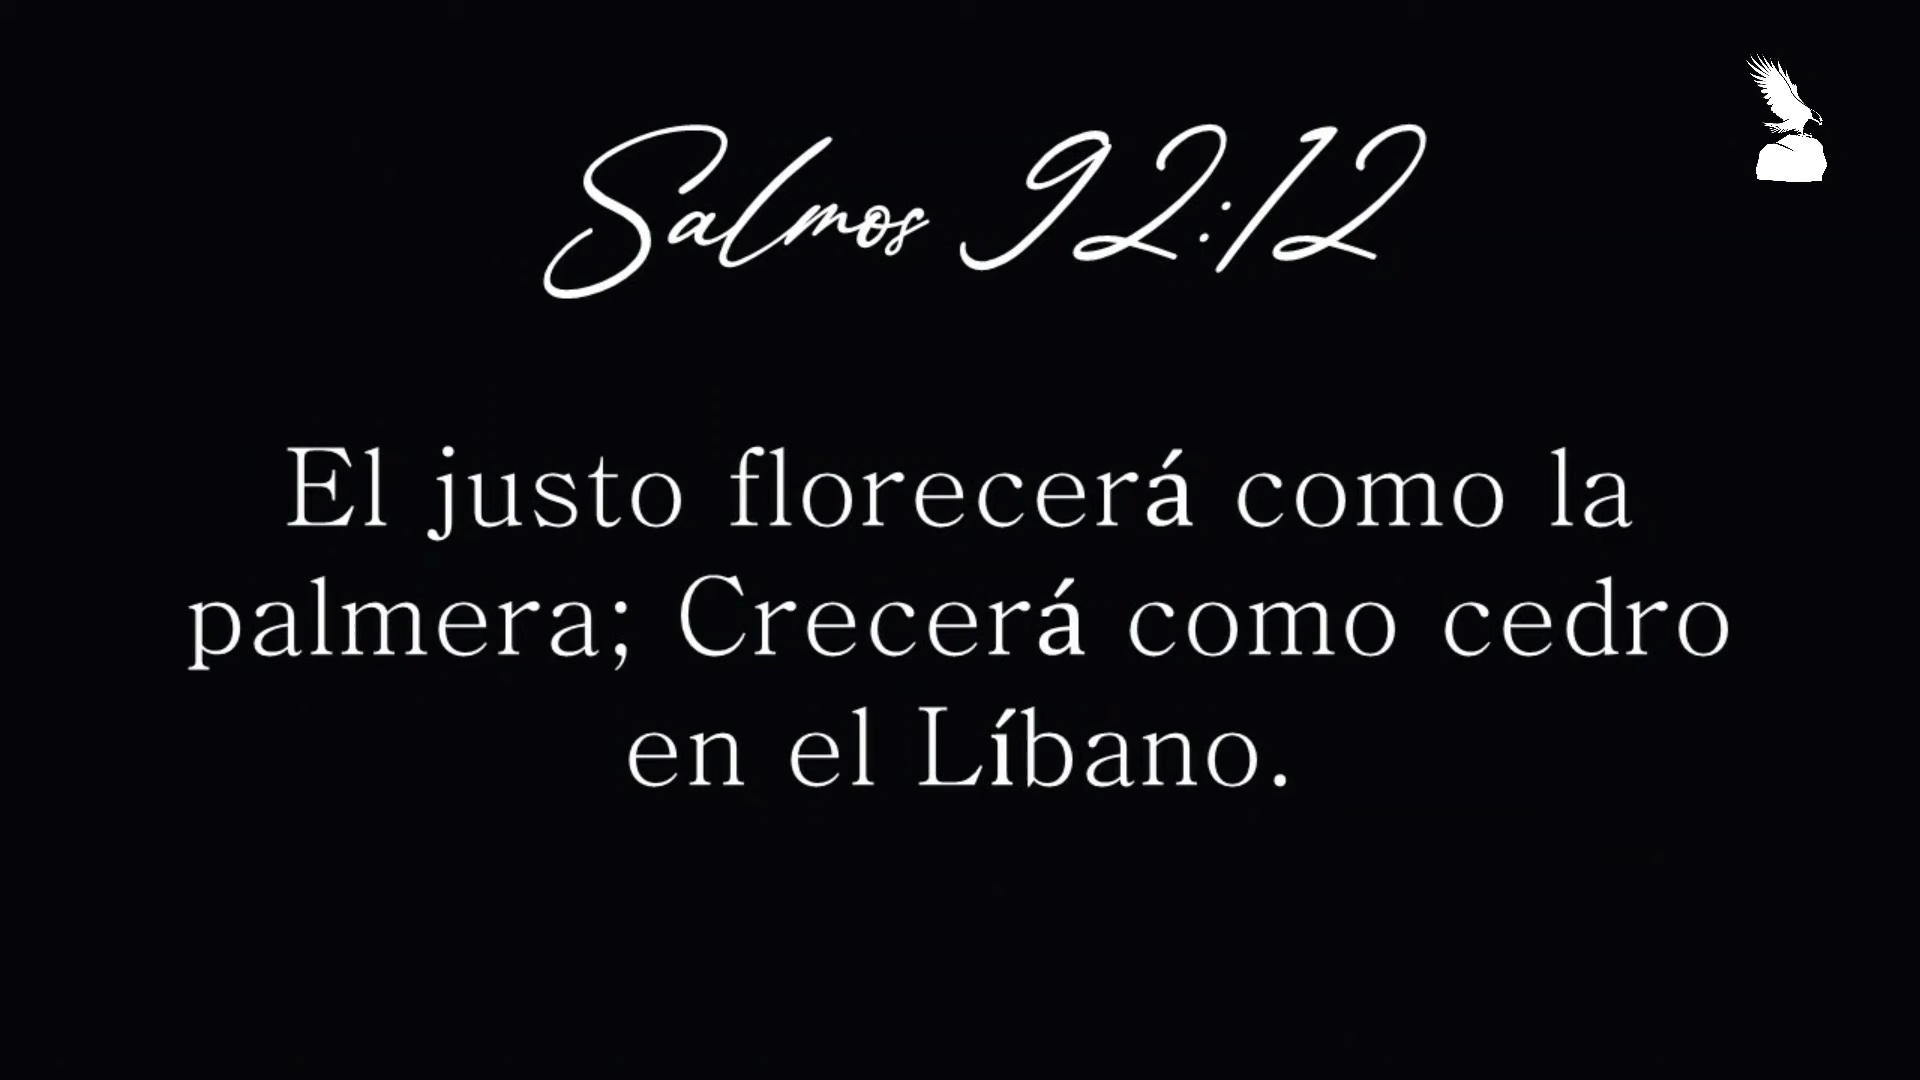 Salmos 92:12
El justo florecerá como la
palmera; Crecerá como cedro
en el Líbano.